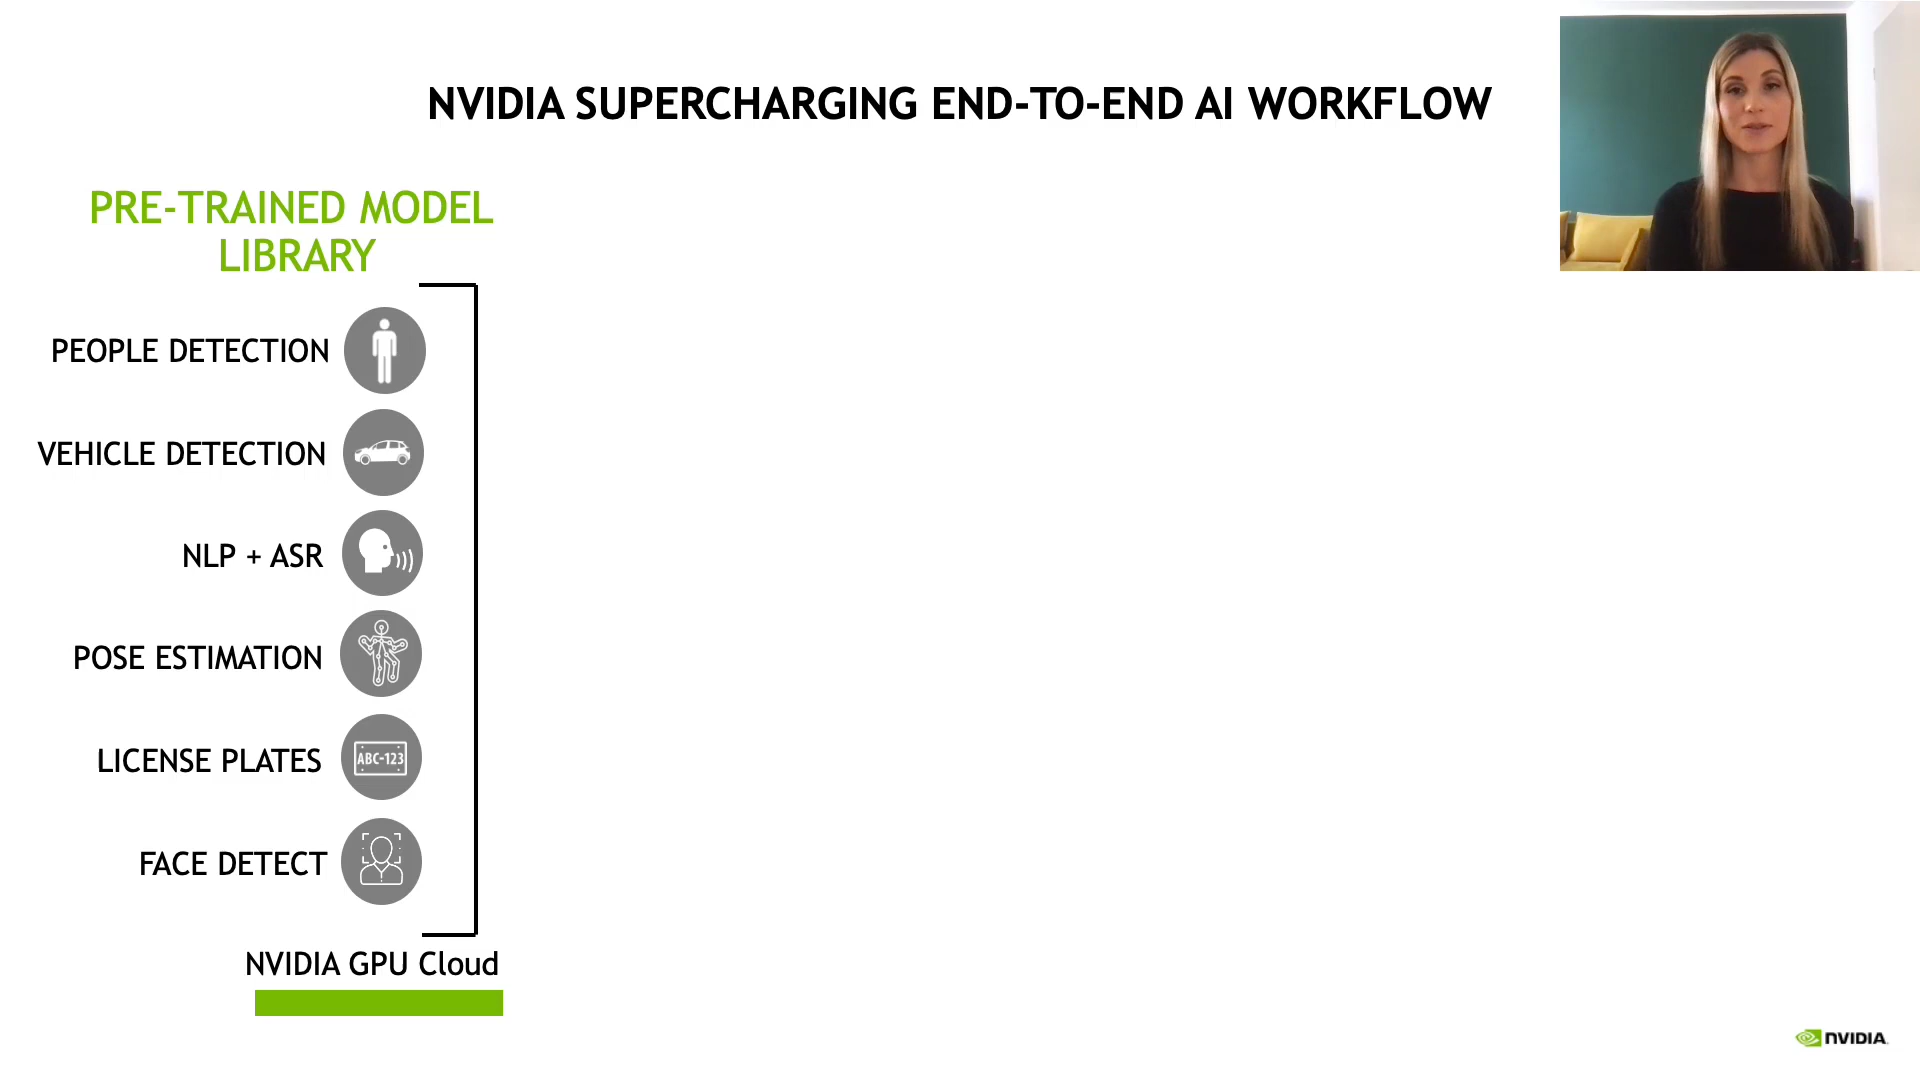 NVIDIA SUPERCHARGING END-TO-END AI WORKFLOW
PRE-TRAINED MODEL
LIBRARY
PEOPLE DETECTION
VEHICLE DETECTION
NLP + ASR
POSE ESTIMATION
LICENSE PLATES
ABC-123
FACE DETECT
NVIDIA GPU Cloud
NVIDIA